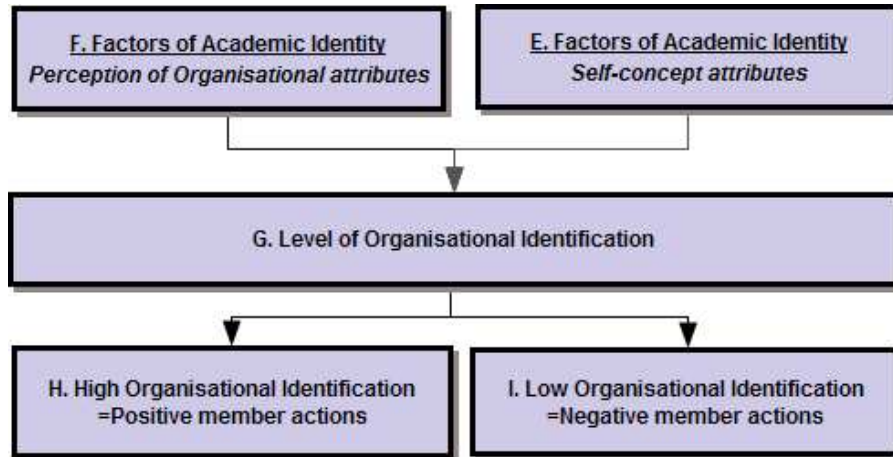 F. Factors of Academic Identity
Perception of Organisational attributes
E. Factors of Academic Identity
Self-concept attributes
G. Level of Organisational Identification
H. High Organisational Identification
=Positive member actions
I. Low Organisational Identification
=Negative member actions